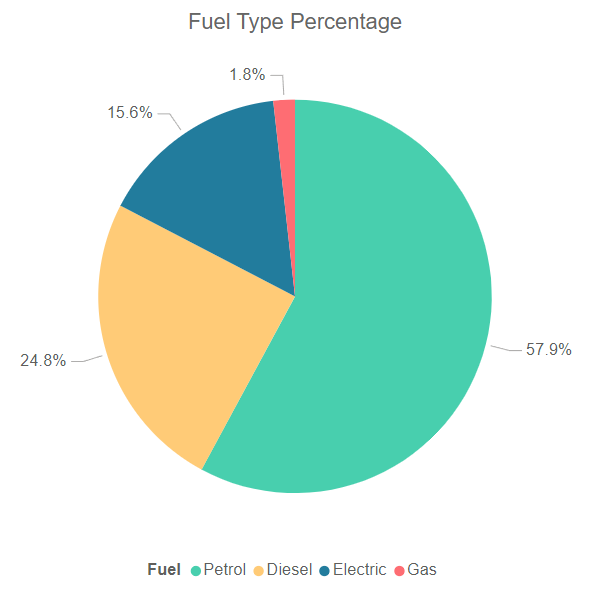 Fuel Type Percentage
1.8%
15.6%
57.9%
24.8%
Fuel Petrol Diesel Electric Gas